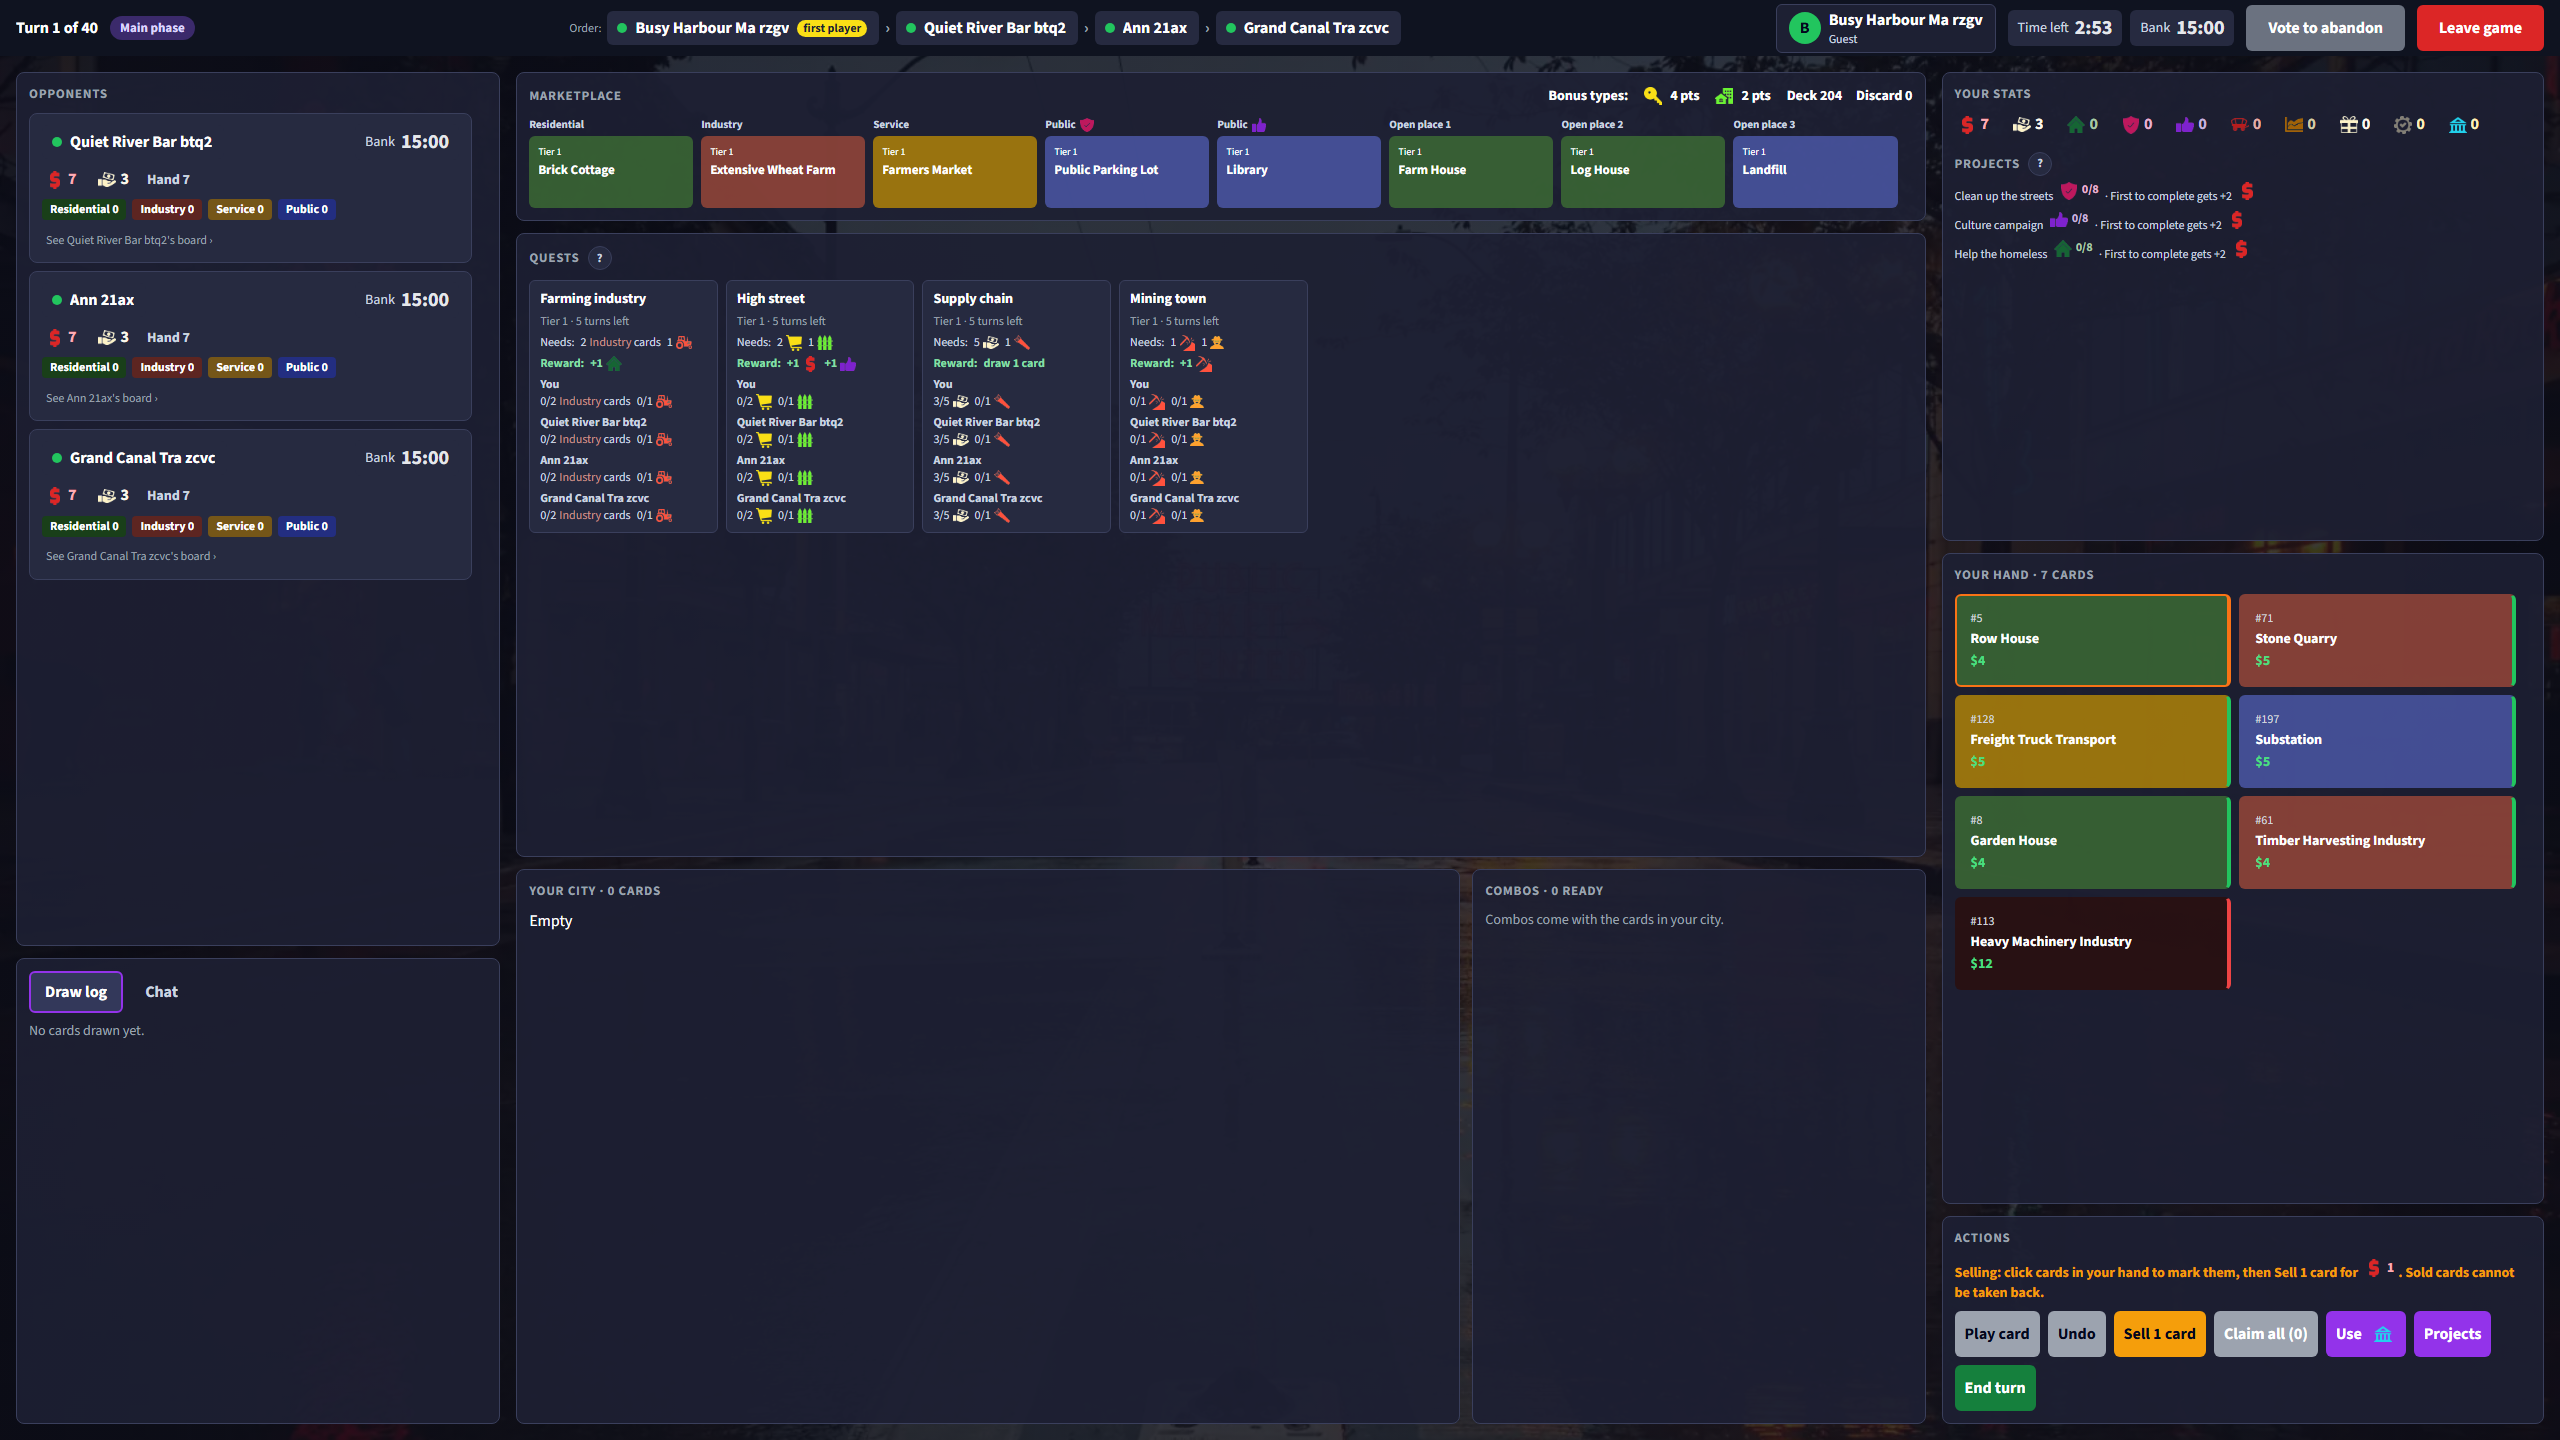 Turn 1 of 40 Main phase
Order: Busy Harbour Ma rzgv first player › Quiet River Bar btq2 › Ann 21ax › Grand Canal Tra zcvc
B Busy Harbour Ma rzgv
Guest
Time left 2:53 Bank 15:00 Vote to abandon Leave game
OPPONENTS
Quiet River Bar btq2 Bank 15:00
7 3 Hand 7
Residential 0 Industry 0 Service 0 Public 0
See Quiet River Bar btq2's board ›
Ann 21ax Bank 15:00
7 3 Hand 7
Residential 0 Industry 0 Service 0 Public 0
See Ann 21ax's board ›
Grand Canal Tra zcvc Bank 15:00
7 3 Hand 7
Residential 0 Industry 0 Service 0 Public 0
See Grand Canal Tra zcvc's board ›
Draw log Chat
No cards drawn yet.
MARKETPLACE
Bonus types: 4 pts 2 pts Deck 204 Discard 0
Residential Industry Service Public Public Open place 1 Open place 2 Open place 3
Tier 1 Tier 1 Tier 1 Tier 1 Tier 1 Tier 1 Tier 1 Tier 1
Brick Cottage Extensive Wheat Farm Farmers Market Public Parking Lot Library Farm House Log House Landfill
QUESTS ?
Farming industry
Tier 1 · 5 turns left
Needs: 2 Industry cards 1
Reward: +1
You
0/2 Industry cards 0/1
Quiet River Bar btq2
0/2 Industry cards 0/1
Ann 21ax
0/2 Industry cards 0/1
Grand Canal Tra zcvc
0/2 Industry cards 0/1
High street
Tier 1 · 5 turns left
Needs: 2 1
Reward: +1 $ +1
You
0/2 0/1
Quiet River Bar btq2
0/2 0/1
Ann 21ax
0/2 0/1
Grand Canal Tra zcvc
0/2 0/1
Supply chain
Tier 1 · 5 turns left
Needs: 5 1
Reward: draw 1 card
You
3/5 0/1
Quiet River Bar btq2
3/5 0/1
Ann 21ax
3/5 0/1
Grand Canal Tra zcvc
3/5 0/1
Mining town
Tier 1 · 5 turns left
Needs: 1 1
Reward: +1
You
0/1 0/1
Quiet River Bar btq2
0/1 0/1
Ann 21ax
0/1 0/1
Grand Canal Tra zcvc
0/1 0/1
YOUR CITY · 0 CARDS
Empty
COMBOS · 0 READY
Combos come with the cards in your city.
YOUR STATS
$ 7 3 0 0 0 0 0 0 0 0
PROJECTS ?
Clean up the streets 0/8 · First to complete gets +2 $
Culture campaign 0/8 · First to complete gets +2 $
Help the homeless 0/8 · First to complete gets +2 $
YOUR HAND · 7 CARDS
#5
Row House
$4
#71
Stone Quarry
$5
#128
Freight Truck Transport
$5
#197
Substation
$5
#8
Garden House
$4
#61
Timber Harvesting Industry
$4
#113
Heavy Machinery Industry
$12
ACTIONS
Selling: click cards in your hand to mark them, then Sell 1 card for $ 1 . Sold cards cannot
be taken back.
Play card Undo Sell 1 card Claim all (0) Use Projects
End turn